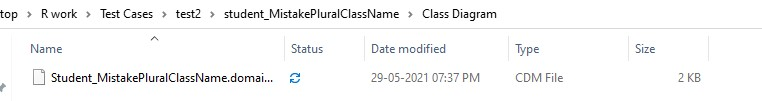 top > R work > Test Cases > test2 > student_MistakePluralClassName > Class Diagram
Name Status Date modified Type Size
Student_MistakePluralClassName.domai... 29-05-2021 07:37 PM CDM File 2 KB